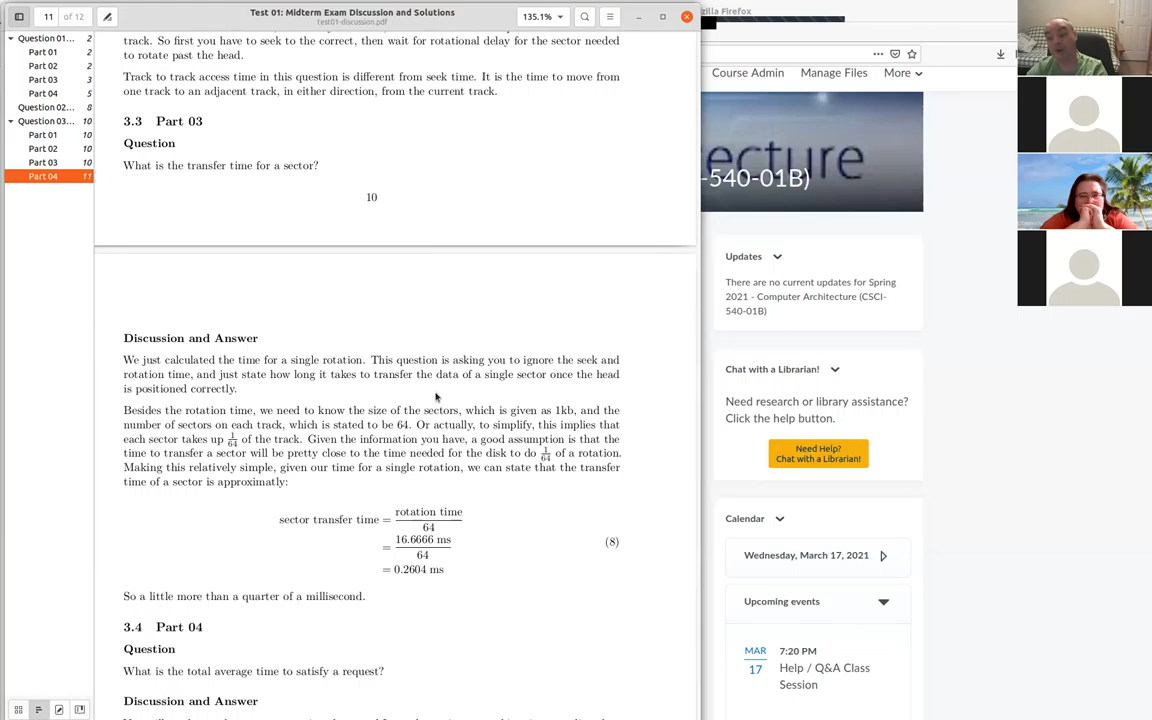 11 of 12
Test 01: Midterm Exam Discussion and Solutions
test01-discussion.pdf
135.1%
zilla Firefox
Question 01... 2
Part 01 2
Part 02 2
Part 03 3
Part 04 5
Question 02... 8
Question 03... 10
Part 01 10
Part 02 10
Part 03 10
Part 04 11
track. So first you have to seek to the correct, then wait for rotational delay for the sector needed
to rotate past the head.
Track to track access time in this question is different from seek time. It is the time to move from
one track to an adjacent track, in either direction, from the current track.
3.3 Part 03
Question
What is the transfer time for a sector?
10
Discussion and Answer
We just calculated the time for a single rotation. This question is asking you to ignore the seek and
rotation time, and just state how long it takes to transfer the data of a single sector once the head
is positioned correctly.
Besides the rotation time, we need to know the size of the sectors, which is given as 1kb, and the
number of sectors on each track, which is stated to be 64. Or actually, to simplify, this implies that
each sector takes up 1/64 of the track. Given the information you have, a good assumption is that the
time to transfer a sector will be pretty close to the time needed for the disk to do 1/64 of a rotation.
Making this relatively simple, given our time for a single rotation, we can state that the transfer
time of a sector is approximatly:
sector transfer time = rotation time / 64
= 16.6666 ms / 64 (8)
= 0.2604 ms
So a little more than a quarter of a millisecond.
3.4 Part 04
Question
What is the total average time to satisfy a request?
Discussion and Answer
Course Admin Manage Files More
ecture
-540-01B)
Updates
There are no current updates for Spring
2021 - Computer Architecture (CSCI-
540-01B)
Chat with a Librarian!
Need research or library assistance?
Click the help button.
Need Help?
Chat with a Librarian!
Calendar
Wednesday, March 17, 2021
Upcoming events
MAR
17
7:20 PM
Help / Q&A Class
Session